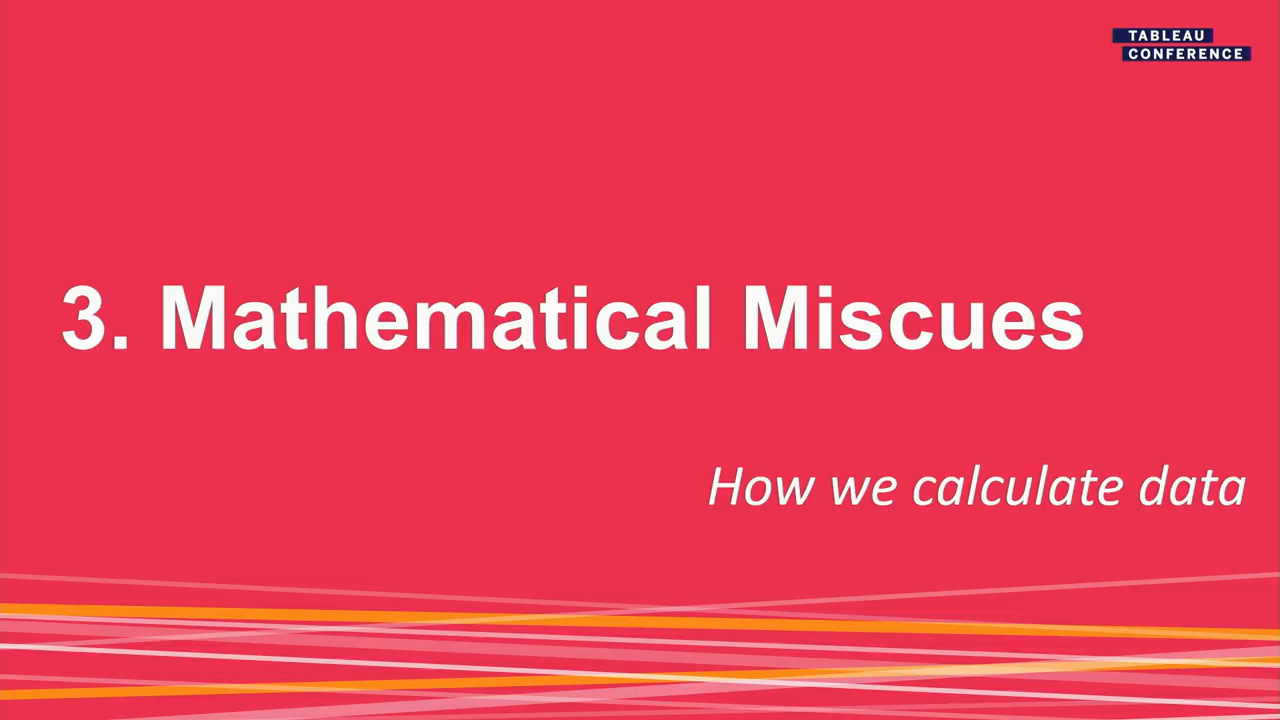 TABLEAU
CONFERENCE
3. Mathematical Miscues
How we calculate data